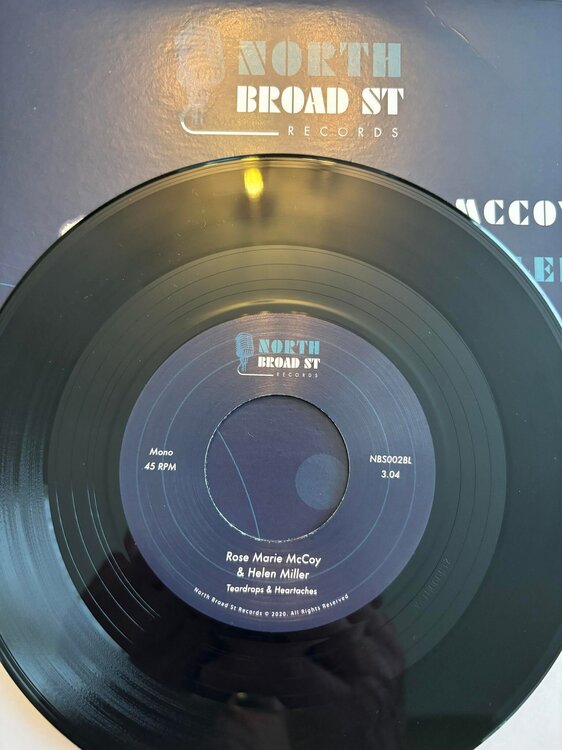 NORTH
BROAD ST
RECORDS
MCCOY
NORTH
BROAD ST
RECORDS
Mono
45 RPM
NBS002BL
3.04
Rose Marie McCoy
& Helen Miller
Teardrops & Heartaches
North Broad St Records © 2020. All Rights Reserved